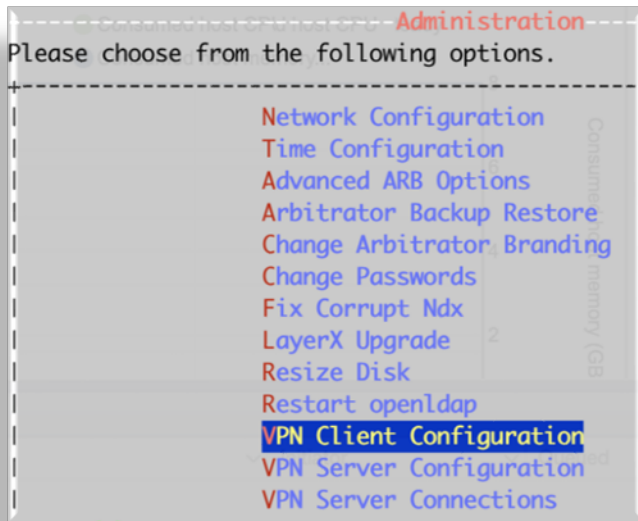 Administration
Please choose from the following options.
Network Configuration
Time Configuration
Advanced ARB Options
Arbitrator Backup Restore
Change Arbitrator Branding
Change Passwords
Fix Corrupt Ndx
LayerX Upgrade
Resize Disk
Restart openldap
VPN Client Configuration
VPN Server Configuration
VPN Server Connections